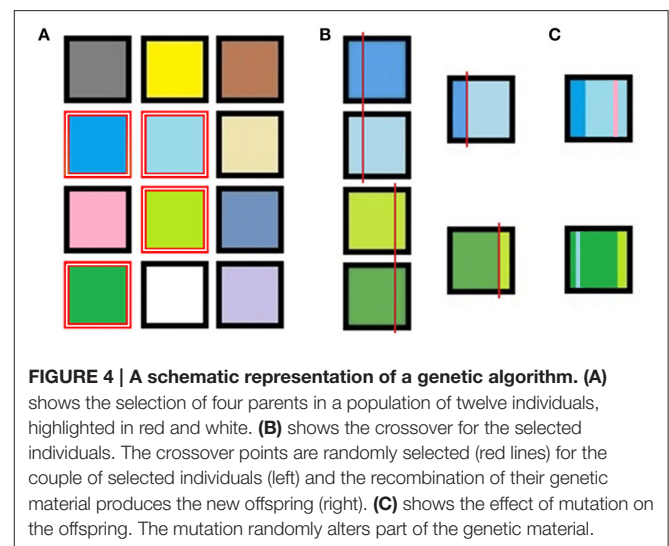 A B C
FIGURE 4 | A schematic representation of a genetic algorithm. (A)
shows the selection of four parents in a population of twelve individuals,
highlighted in red and white. (B) shows the crossover for the selected
individuals. The crossover points are randomly selected (red lines) for the
couple of selected individuals (left) and the recombination of their genetic
material produces the new offspring (right). (C) shows the effect of mutation on
the offspring. The mutation randomly alters part of the genetic material.